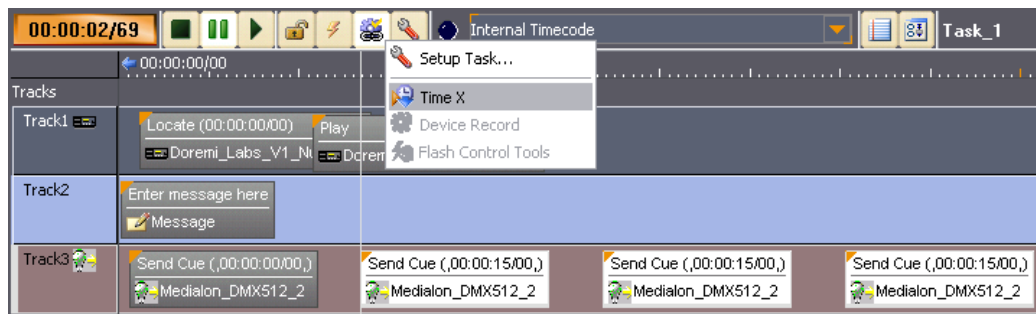 00:00:02/69
Internal Timecode
Task_1
00:00:00/00
Setup Task...
Tracks
Time X
Track1
Locate (00:00:00/00)
Play
Device Record
Doremi_Labs_V1_Nu
Dorem
Flash Control Tools
Track2
Enter message here
Message
Track3
Send Cue (,00:00:00/00,)
Send Cue (,00:00:15/00,)
Send Cue (,00:00:15/00,)
Send Cue (,00:00:15/00,)
Medialon_DMX512_2
Medialon_DMX512_2
Medialon_DMX512_2
Medialon_DMX512_2